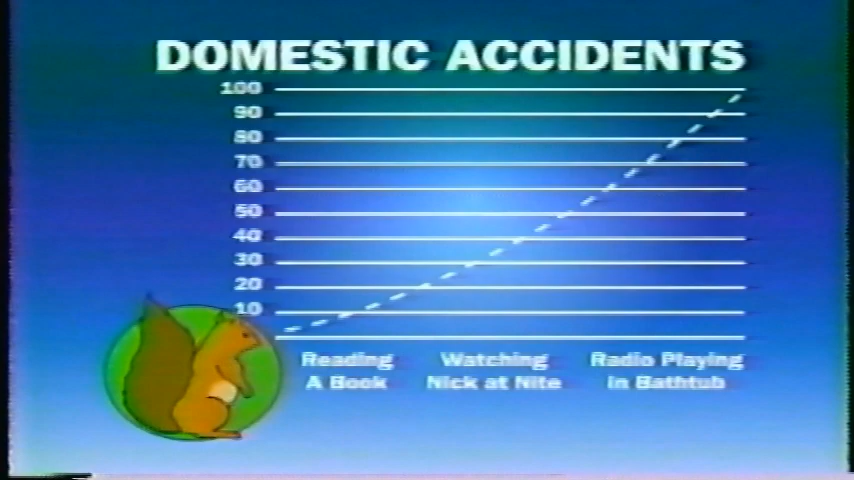 DOMESTIC ACCIDENTS
100
90
80
70
60
50
40
30
20
10
Reading
A Book
Watching
Nick at Nite
Radio Playing
In Bathtub